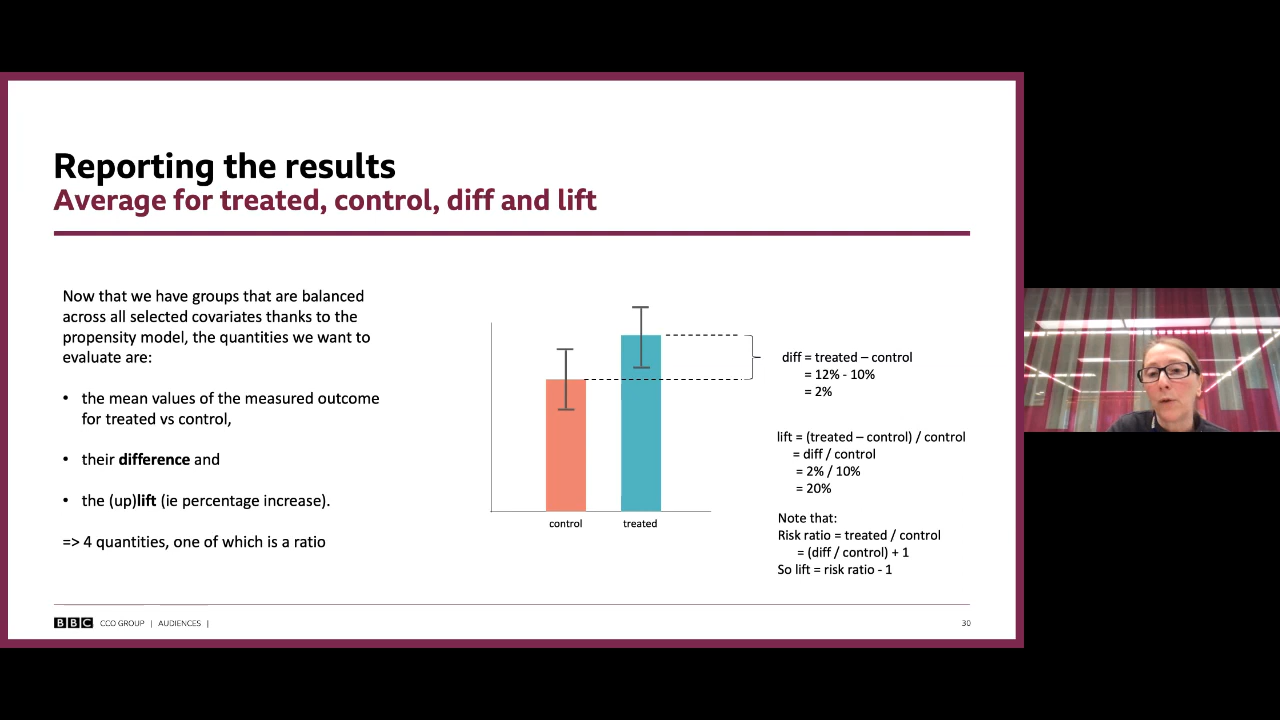 Reporting the results
Average for treated, control, diff and lift
Now that we have groups that are balanced
across all selected covariates thanks to the
propensity model, the quantities we want to
evaluate are:
• the mean values of the measured outcome
for treated vs control,
• their difference and
• the (up)lift (ie percentage increase).
=> 4 quantities, one of which is a ratio
control
treated
diff = treated – control
= 12% - 10%
= 2%
lift = (treated – control) / control
= diff / control
= 2% / 10%
= 20%
Note that:
Risk ratio = treated / control
= (diff / control) + 1
So lift = risk ratio - 1
BBC CCO GROUP | AUDIENCES |
30